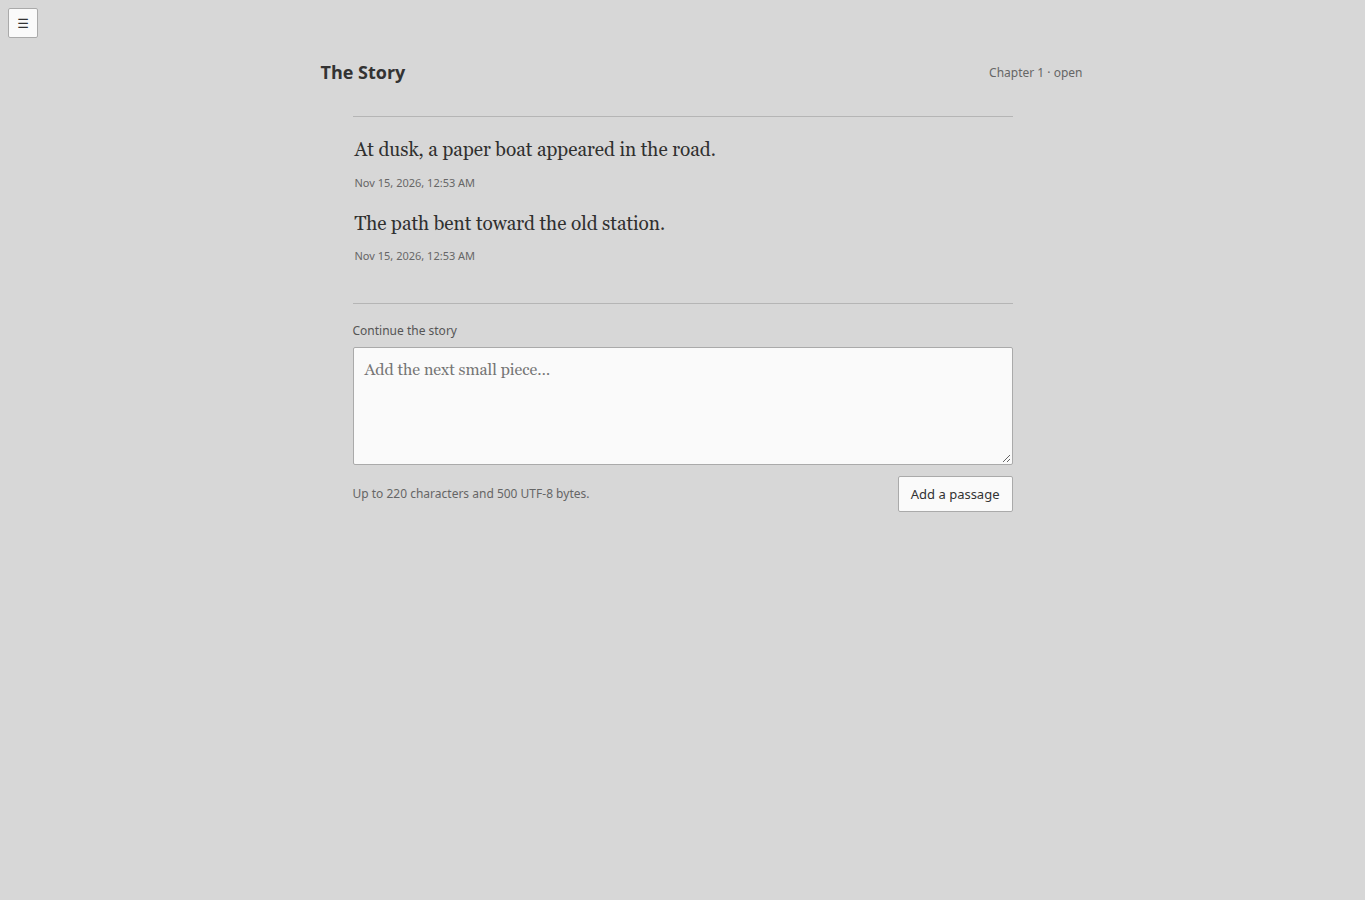 ☰
The Story
Chapter 1 · open
At dusk, a paper boat appeared in the road.
Nov 15, 2026, 12:53 AM
The path bent toward the old station.
Nov 15, 2026, 12:53 AM
Continue the story
Add the next small piece...
Up to 220 characters and 500 UTF-8 bytes.
Add a passage